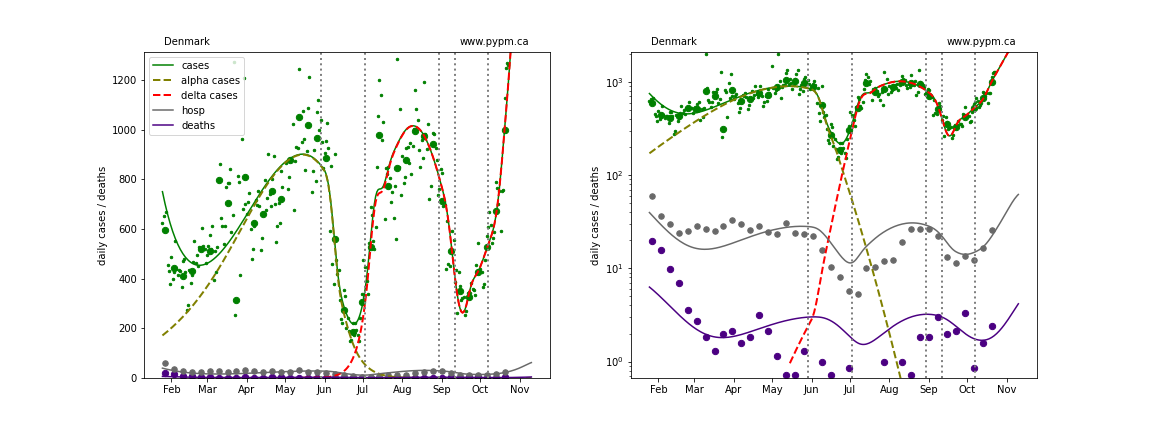 Denmark www.pypm.ca
cases
alpha cases
delta cases
hosp
deaths
daily cases / deaths
0
200
400
600
800
1000
1200
Feb Mar Apr May Jun Jul Aug Sep Oct Nov
Denmark www.pypm.ca
daily cases / deaths
10³
10²
10¹
10⁰
Feb Mar Apr May Jun Jul Aug Sep Oct Nov